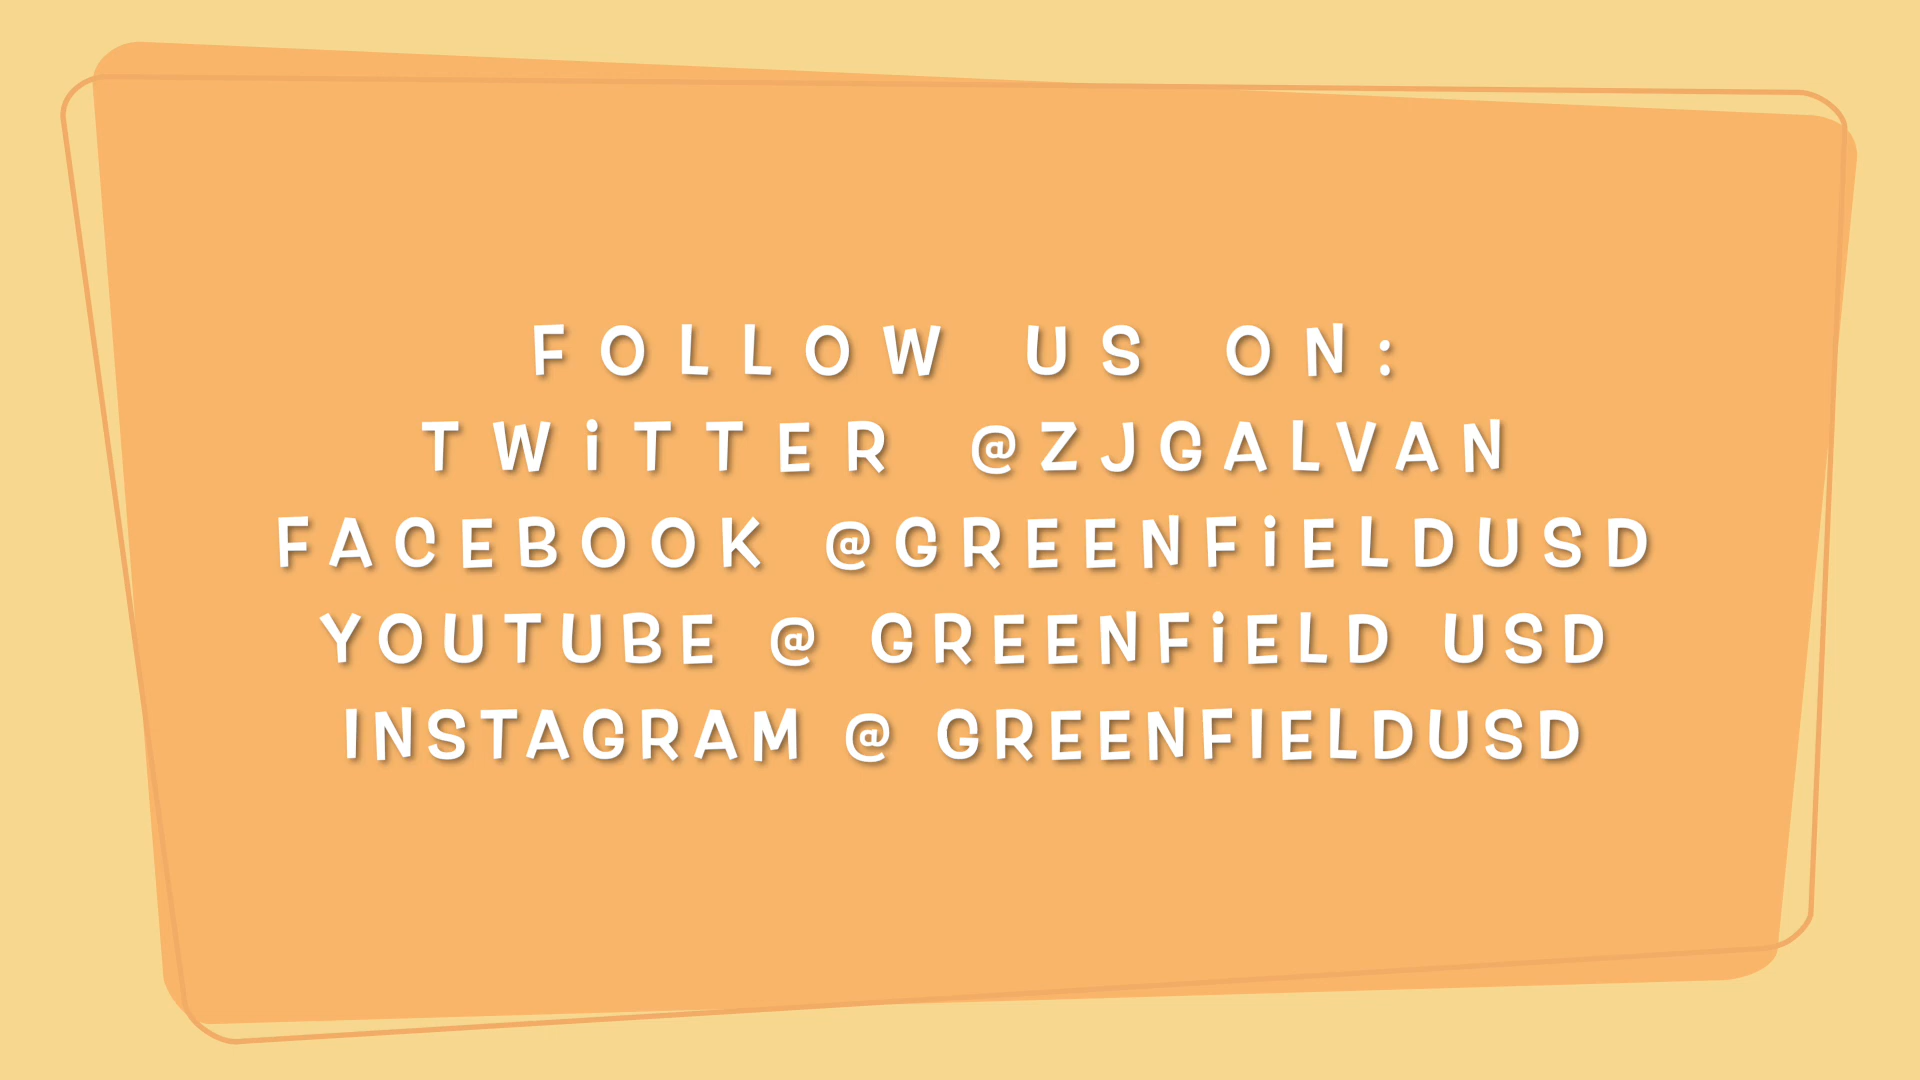 FOLLOW US ON:
TWiTTER @ZJGALVAN
FACEBOOK @GREENFiELDUSD
YOUTUBE @ GREENFiELD USD
INSTAGRAM @ GREENFIELDUSD